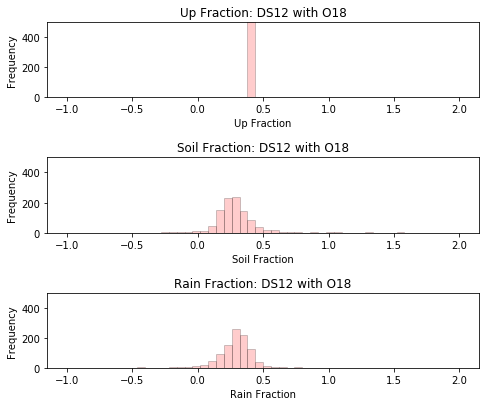 Up Fraction: DS12 with O18
400
200
0
Frequency
−1.0 −0.5 0.0 0.5 1.0 1.5 2.0
Up Fraction
Soil Fraction: DS12 with O18
400
200
0
Frequency
−1.0 −0.5 0.0 0.5 1.0 1.5 2.0
Soil Fraction
Rain Fraction: DS12 with O18
400
200
0
Frequency
−1.0 −0.5 0.0 0.5 1.0 1.5 2.0
Rain Fraction